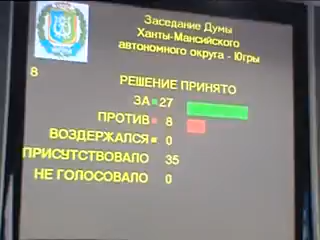 Заседание Думы
Ханты-Мансийского
автономного округа - Югры
8
РЕШЕНИЕ ПРИНЯТО
ЗА 27
ПРОТИВ 8
ВОЗДЕРЖАЛСЯ 0
ПРИСУТСТВОВАЛО 35
НЕ ГОЛОСОВАЛО 0